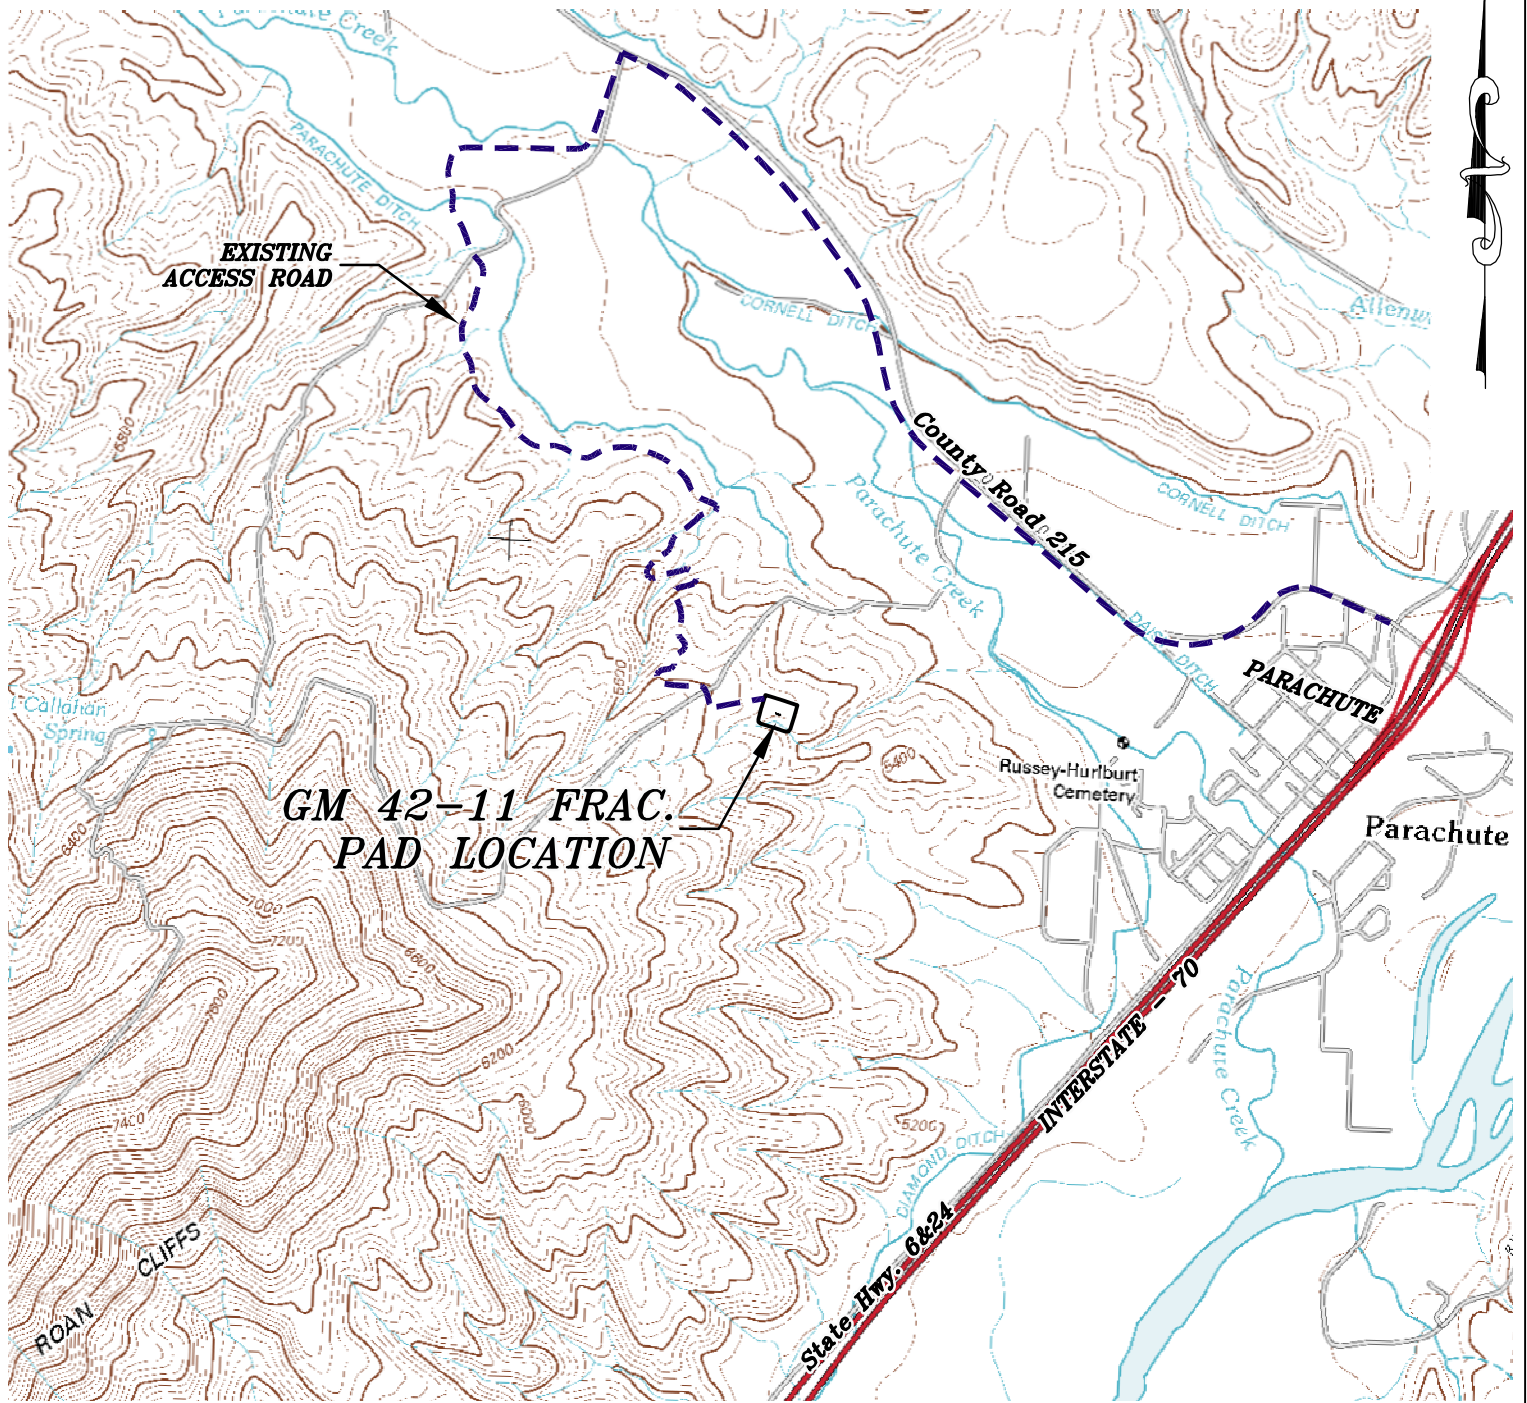 Parachute Creek
PARACHUTE DITCH
EXISTING
ACCESS ROAD
CORNELL DITCH
County Road 215
Parachute Creek
CORNELL DITCH
6600
DITCH
PARACHUTE
Callahan
Spring
5400
Russey-Hurlburt
Cemetery
GM 42-11 FRAC.
PAD LOCATION
Parachute
6400
7000
7200
6600
INTERSTATE - 70
Parachute Creek
6200
6000
7400
5200
DIAMOND DITCH
State Hwy. 6&24
ROAN CLIFFS